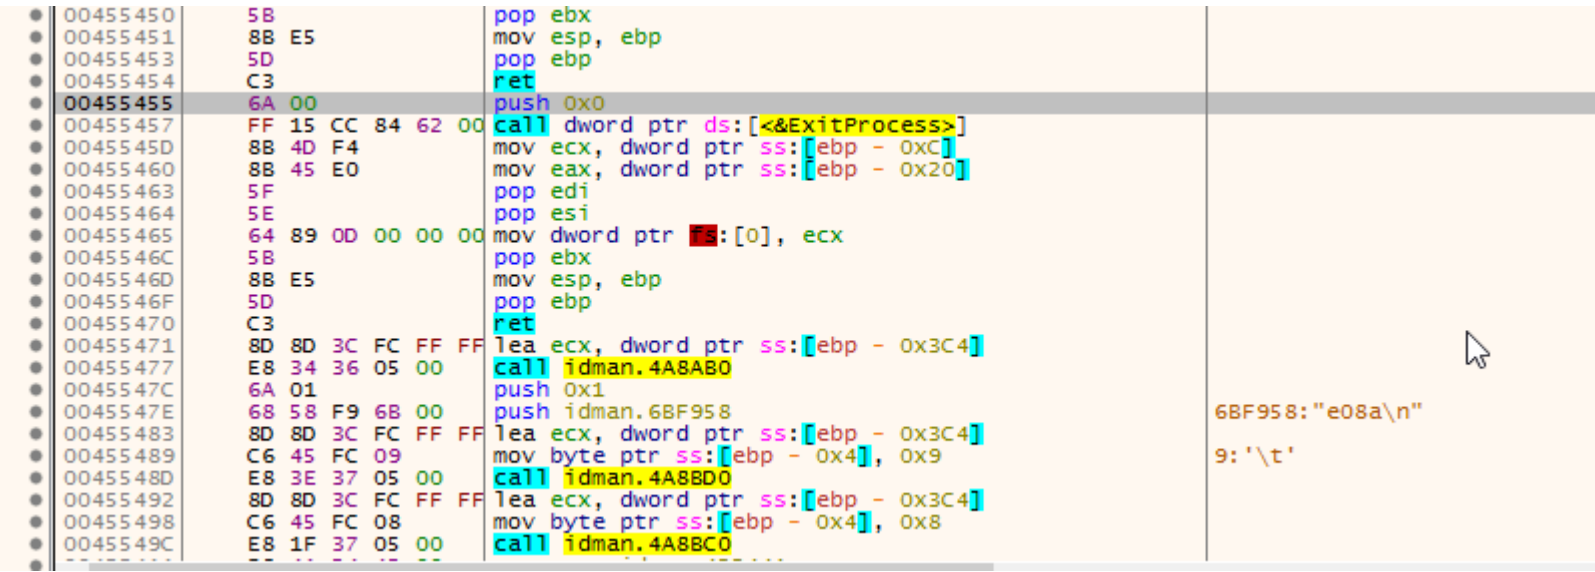 00455450 5B pop ebx
00455451 8B E5 mov esp, ebp
00455453 5D pop ebp
00455454 C3 ret
00455455 6A 00 push 0x0
00455457 FF 15 CC 84 62 00 call dword ptr ds:[<&ExitProcess>]
0045545D 8B 4D F4 mov ecx, dword ptr ss:[ebp - 0xC]
00455460 8B 45 E0 mov eax, dword ptr ss:[ebp - 0x20]
00455463 5F pop edi
00455464 5E pop esi
00455465 64 89 0D 00 00 00 mov dword ptr fs:[0], ecx
0045546C 5B pop ebx
0045546D 8B E5 mov esp, ebp
0045546F 5D pop ebp
00455470 C3 ret
00455471 8D 8D 3C FC FF FF lea ecx, dword ptr ss:[ebp - 0x3C4]
00455477 E8 34 36 05 00 call idman.4A8AB0
0045547C 6A 01 push 0x1
0045547E 68 58 F9 6B 00 push idman.6BF958 6BF958:"e08a\n"
00455483 8D 8D 3C FC FF FF lea ecx, dword ptr ss:[ebp - 0x3C4]
00455489 C6 45 FC 09 mov byte ptr ss:[ebp - 0x4], 0x9 9:'\t'
0045548D E8 3E 37 05 00 call idman.4A8BD0
00455492 8D 8D 3C FC FF FF lea ecx, dword ptr ss:[ebp - 0x3C4]
00455498 C6 45 FC 08 mov byte ptr ss:[ebp - 0x4], 0x8
0045549C E8 1F 37 05 00 call idman.4A8BC0